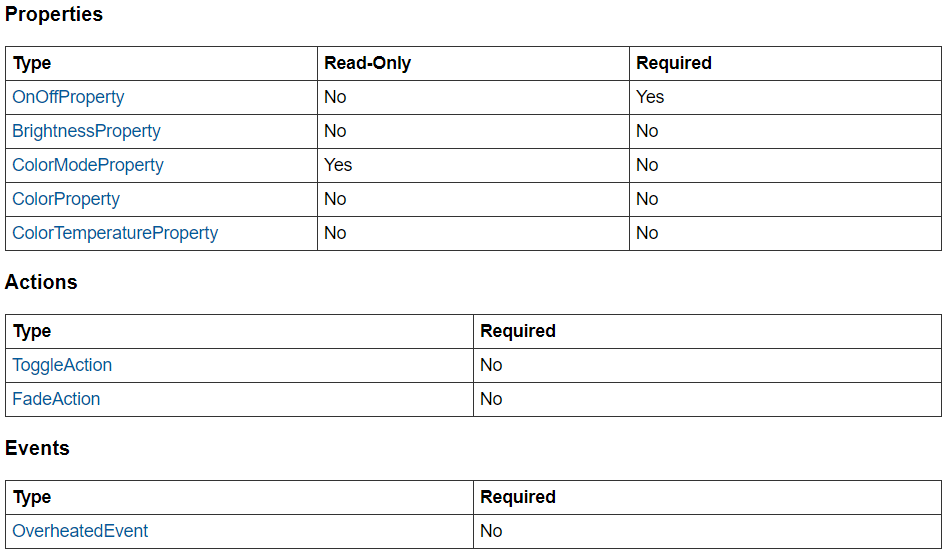 Properties
Type Read-Only Required
OnOffProperty No Yes
BrightnessProperty No No
ColorModeProperty Yes No
ColorProperty No No
ColorTemperatureProperty No No
Actions
Type Required
ToggleAction No
FadeAction No
Events
Type Required
OverheatedEvent No